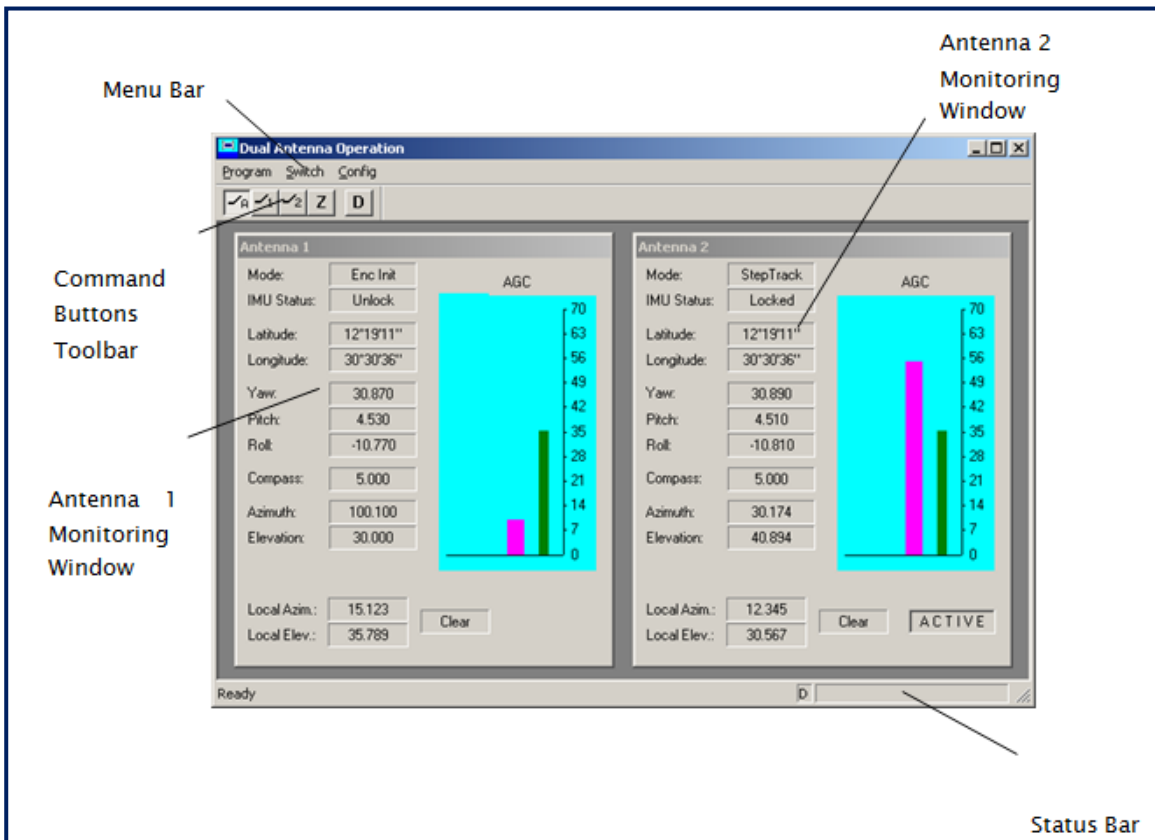 Menu Bar
Antenna 2
Monitoring
Window
Dual Antenna Operation
Program Switch Config
A 1 2 Z D
Command
Buttons
Toolbar
Antenna 1
Monitoring
Window
Antenna 1
Mode: Enc Init
IMU Status: Unlock
Latitude: 12°19'11''
Longitude: 30°30'36''
Yaw: 30.870
Pitch: 4.530
Roll: -10.770
Compass: 5.000
Azimuth: 100.100
Elevation: 30.000
Local Azim.: 15.123
Local Elev.: 35.789
Clear
AGC
70
63
56
49
42
35
28
21
14
7
0
Antenna 2
Mode: StepTrack
IMU Status: Locked
Latitude: 12°19'11''
Longitude: 30°30'36''
Yaw: 30.890
Pitch: 4.510
Roll: -10.810
Compass: 5.000
Azimuth: 30.174
Elevation: 40.894
Local Azim.: 12.345
Local Elev.: 30.567
Clear
ACTIVE
AGC
70
63
56
49
42
35
28
21
14
7
0
Ready D
Status Bar